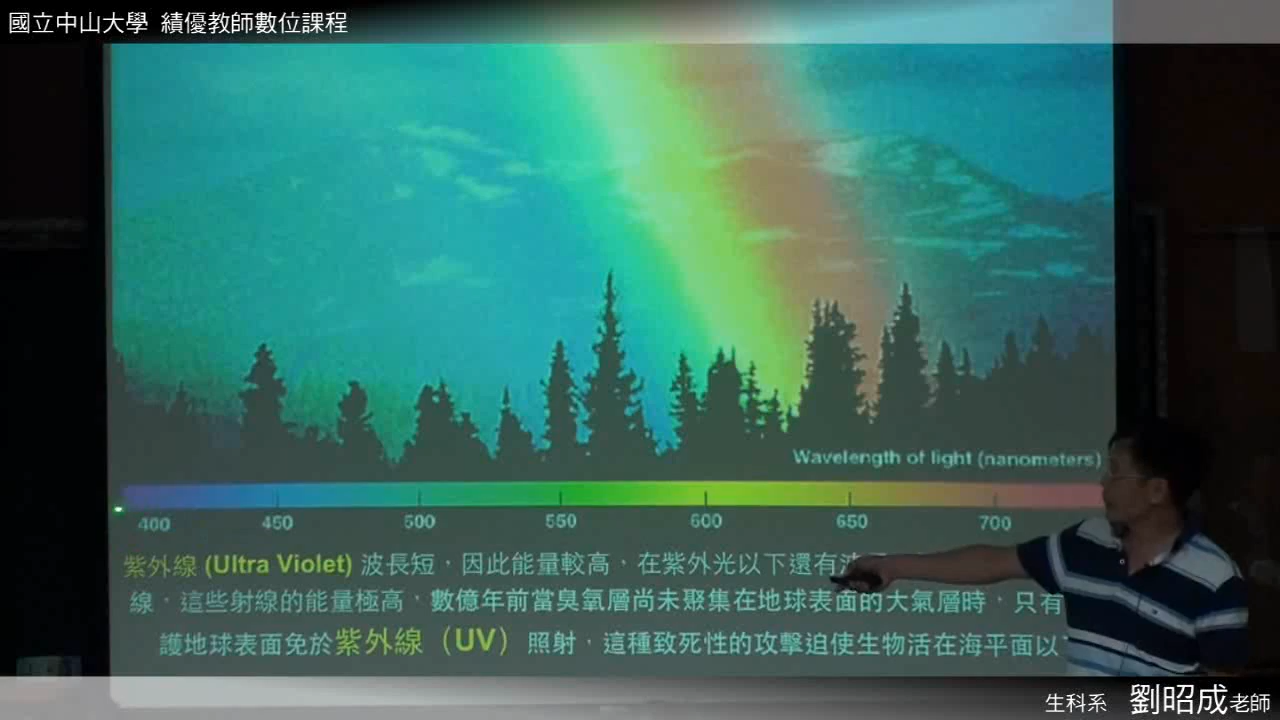 國立中山大學 績優教師數位課程
Wavelength of light (nanometers)
400 450 500 550 600 650 700
紫外線 (Ultra Violet) 波長短，因此能量較高，在紫外光以下還有
線，這些射線的能量極高，數億年前當臭氧層尚未聚集在地球表面的大氣層時，只有
護地球表面免於紫外線（UV）照射，這種致死性的攻擊迫使生物活在海平面以
生科系 劉昭成老師